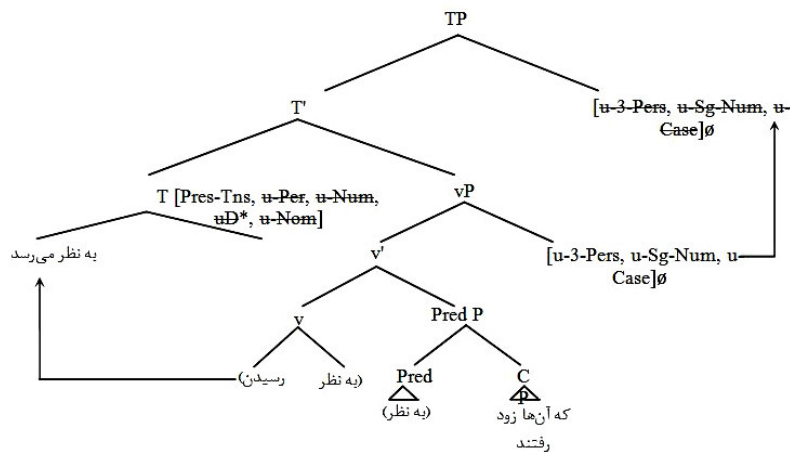 TP
T'
[u-3-Pers, u-Sg-Num, u-
Case]ø
T [Pres-Tns, u-Per, u-Num,
uD*, u-Nom]
vP
به نظر می‌رسد
v'
[u-3-Pers, u-Sg-Num, u-
Case]ø
v
Pred P
رسیدن)
(به نظر
Pred
C
P
(به نظر)
که آن‌ها زود
رفتند